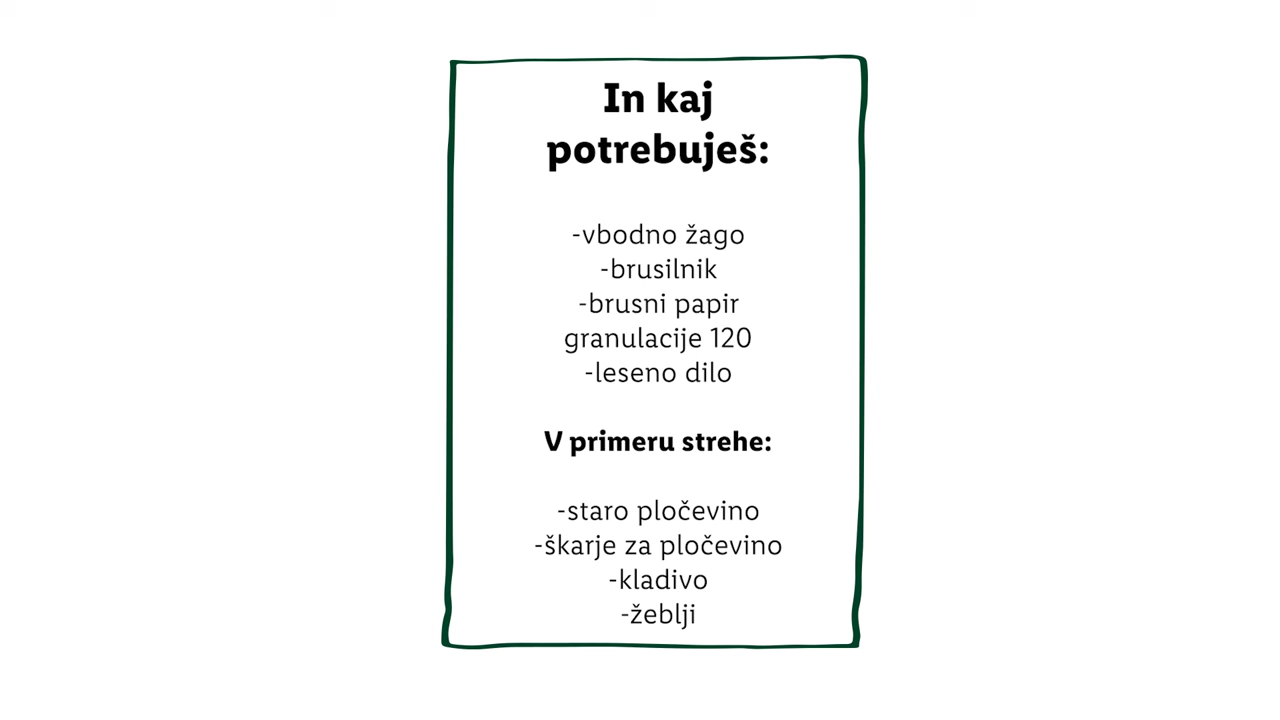 In kaj
potrebuješ:
-vbodno žago
-brusilnik
-brusni papir
granulacije 120
-leseno dilo
V primeru strehe:
-staro pločevino
-škarje za pločevino
-kladivo
-žeblji